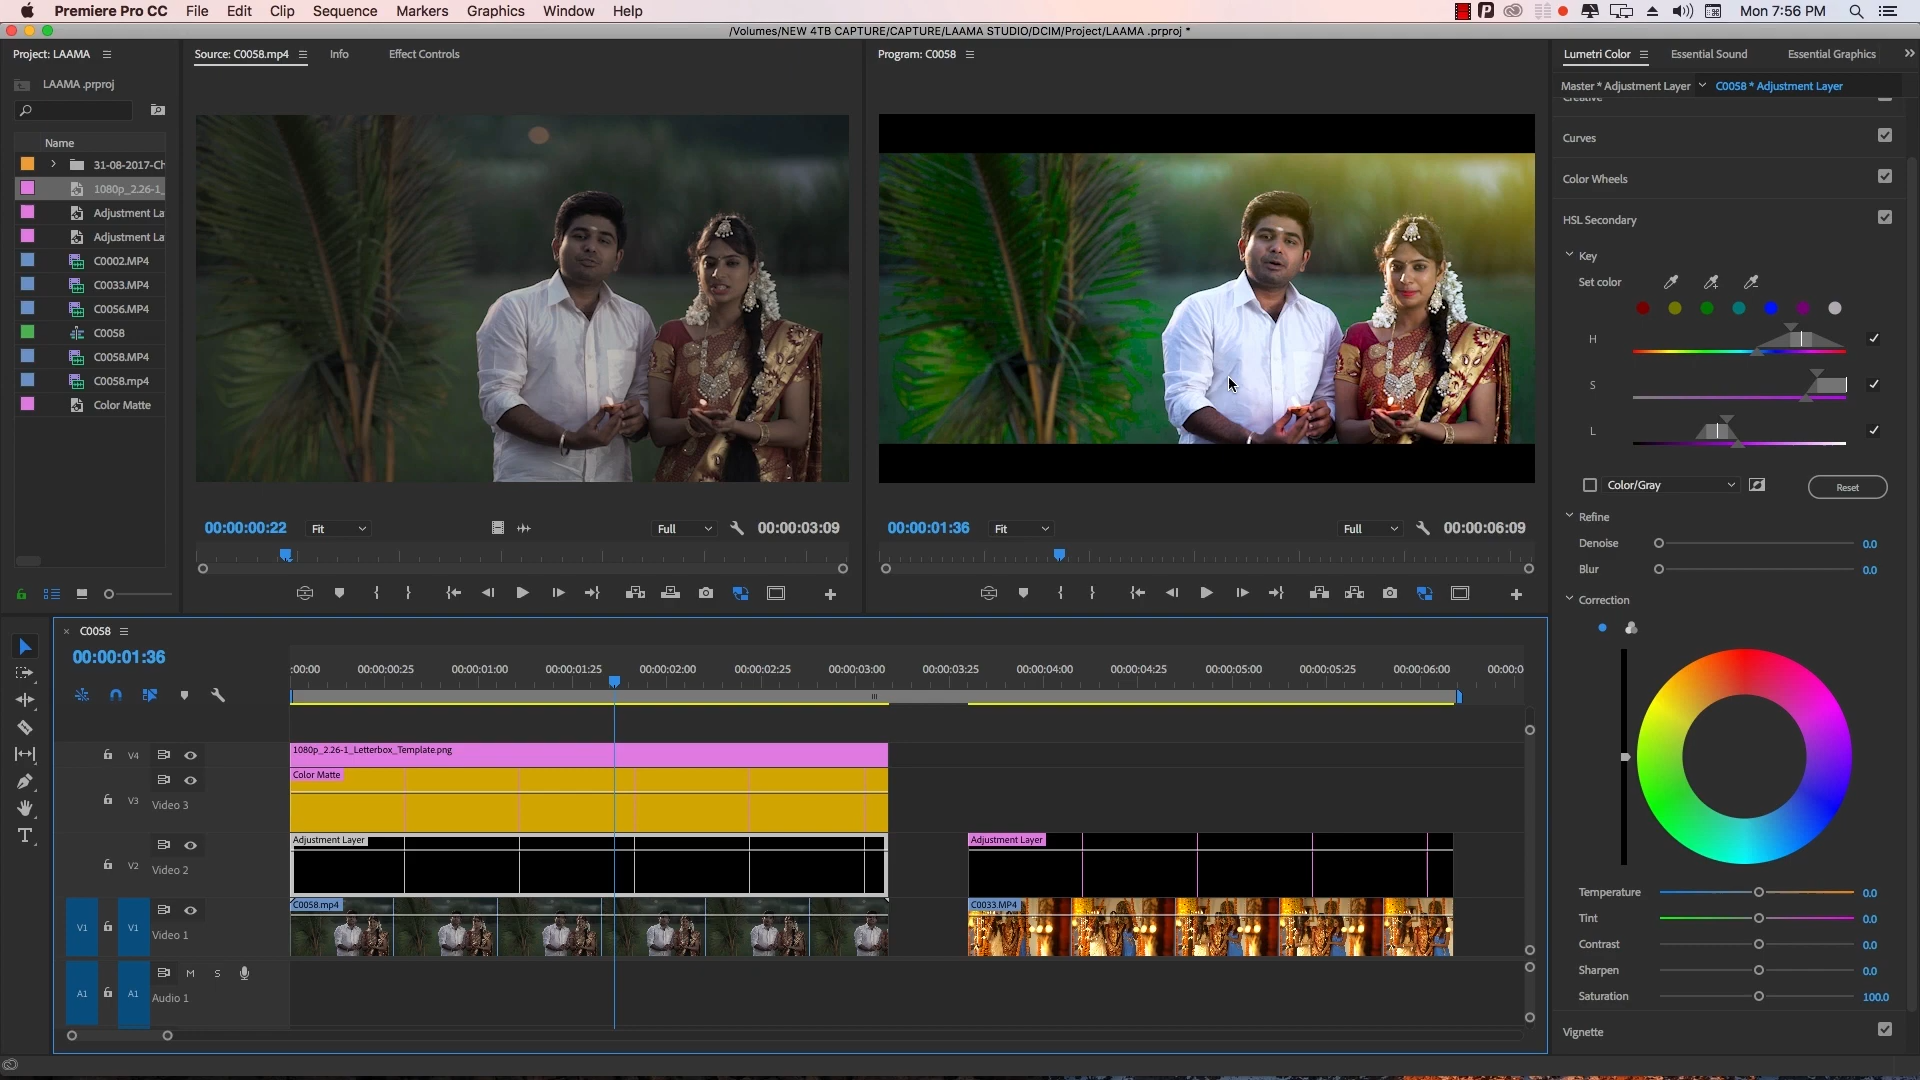 Premiere Pro CC File Edit Clip Sequence Markers Graphics Window Help
Mon 7:56 PM
/Volumes/NEW 4TB CAPTURE/CAPTURE/LAAMA STUDIO/DCIM/Project/LAAMA .prproj *
Project: LAAMA
LAAMA .prproj
Name
31-08-2017-Ch
1080p_2.26-1_
Adjustment La
Adjustment La
C0002.MP4
C0033.MP4
C0056.MP4
C0058
C0058.MP4
C0058.mp4
Color Matte
Source: C0058.mp4 Info Effect Controls
00:00:00:22 Fit Full 00:00:03:09
Program: C0058
00:00:01:36 Fit Full 00:00:06:09
Lumetri Color Essential Sound Essential Graphics
Master * Adjustment Layer C0058 * Adjustment Layer
Creative
Curves
Color Wheels
HSL Secondary
Key
Set color
H
S
L
Color/Gray Reset
Refine
Denoise 0.0
Blur 0.0
Correction
Temperature 0.0
Tint 0.0
Contrast 0.0
Sharpen 0.0
Saturation 100.0
Vignette
C0058
00:00:01:36
:00:00 00:00:00:25 00:00:01:00 00:00:01:25 00:00:02:00 00:00:02:25 00:00:03:00 00:00:03:25 00:00:04:00 00:00:04:25 00:00:05:00 00:00:05:25 00:00:06:00 00:00:0
V4 1080p_2.26-1_Letterbox_Template.png
V3 Video 3 Color Matte
V2 Video 2 Adjustment Layer Adjustment Layer
V1 V1 Video 1 C0058.mp4 C0033.MP4
A1 A1 M S Audio 1